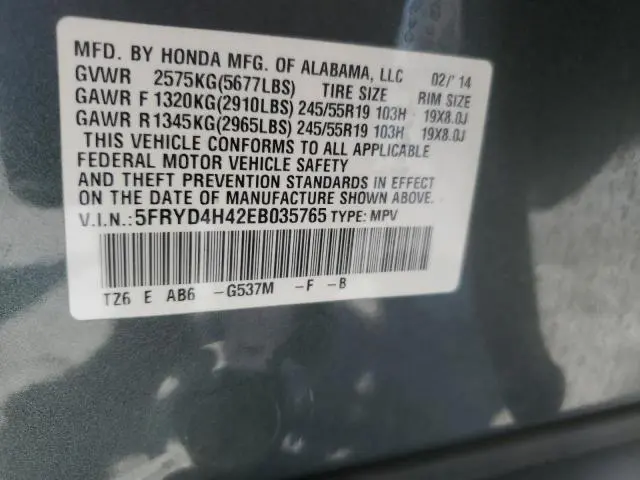 MFD. BY HONDA MFG. OF ALABAMA, LLC 02/'14
GVWR 2575KG(5677LBS) TIRE SIZE RIM SIZE
GAWR F 1320KG(2910LBS) 245/55R19 103H 19X8.0J
GAWR R1345KG(2965LBS) 245/55R19 103H 19X8.0J
THIS VEHICLE CONFORMS TO ALL APPLICABLE
FEDERAL MOTOR VEHICLE SAFETY
AND THEFT PREVENTION STANDARDS IN EFFECT
ON THE DATE OF MANUFACTURE SHOWN ABOVE.
V.I.N.:5FRYD4H42EB035765 TYPE: MPV
TZ6 E AB6 -G537M -F -B